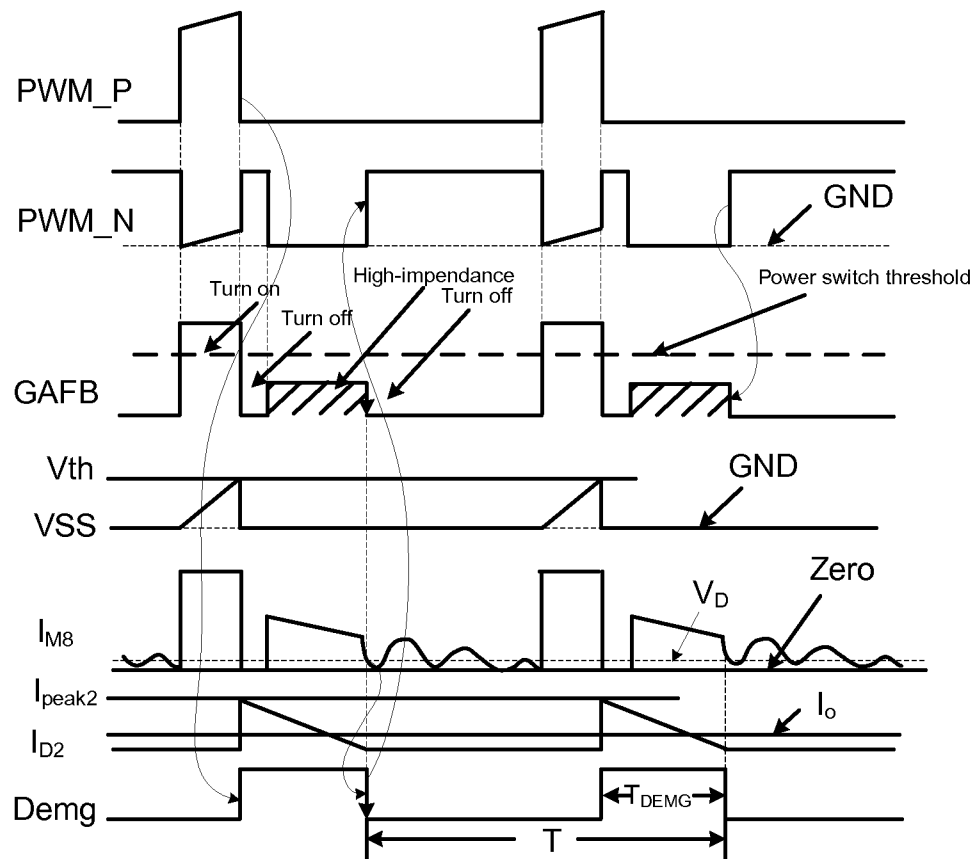 PWM_P
PWM_N
GND
Turn on
High-impendance
Turn off
Power switch threshold
Turn off
GAFB
Vth
GND
VSS
Zero
V_D
I_M8
I_peak2
I_o
I_D2
T_DEMG
Demg
T